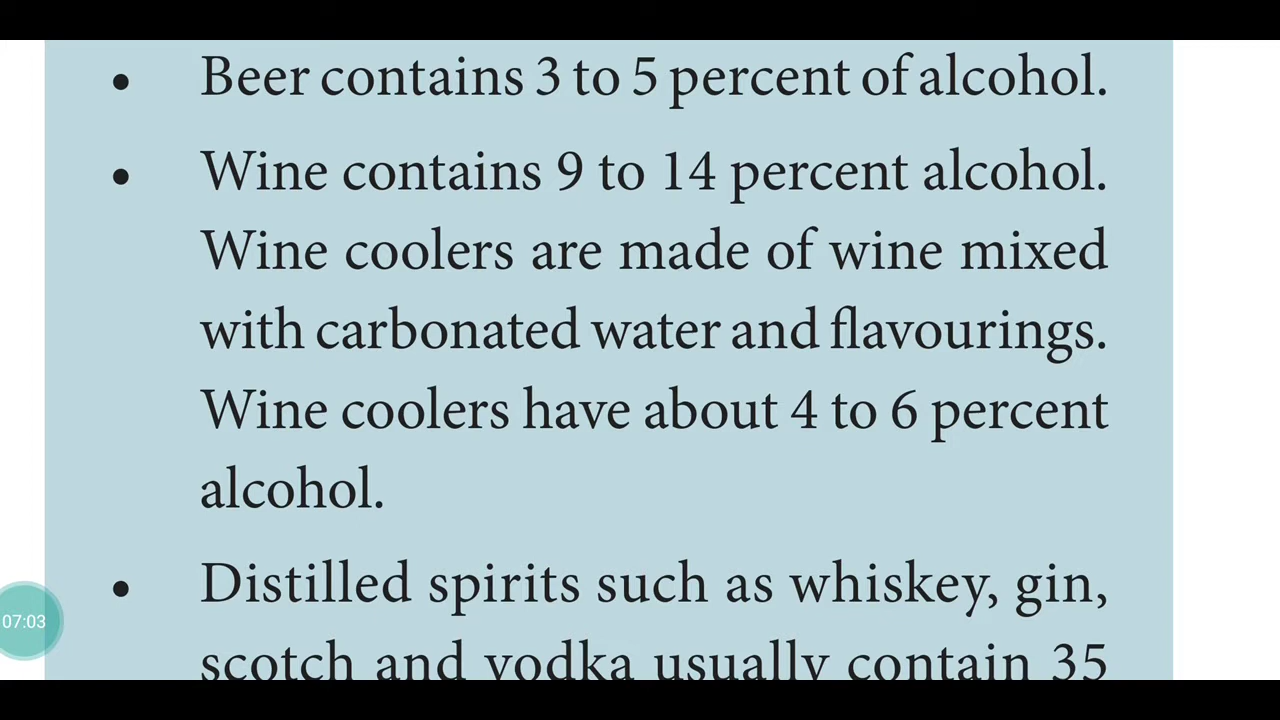 • Beer contains 3 to 5 percent of alcohol.
• Wine contains 9 to 14 percent alcohol.
Wine coolers are made of wine mixed
with carbonated water and flavourings.
Wine coolers have about 4 to 6 percent
alcohol.
• Distilled spirits such as whiskey, gin,
07:03
scotch and vodka usually contain 35